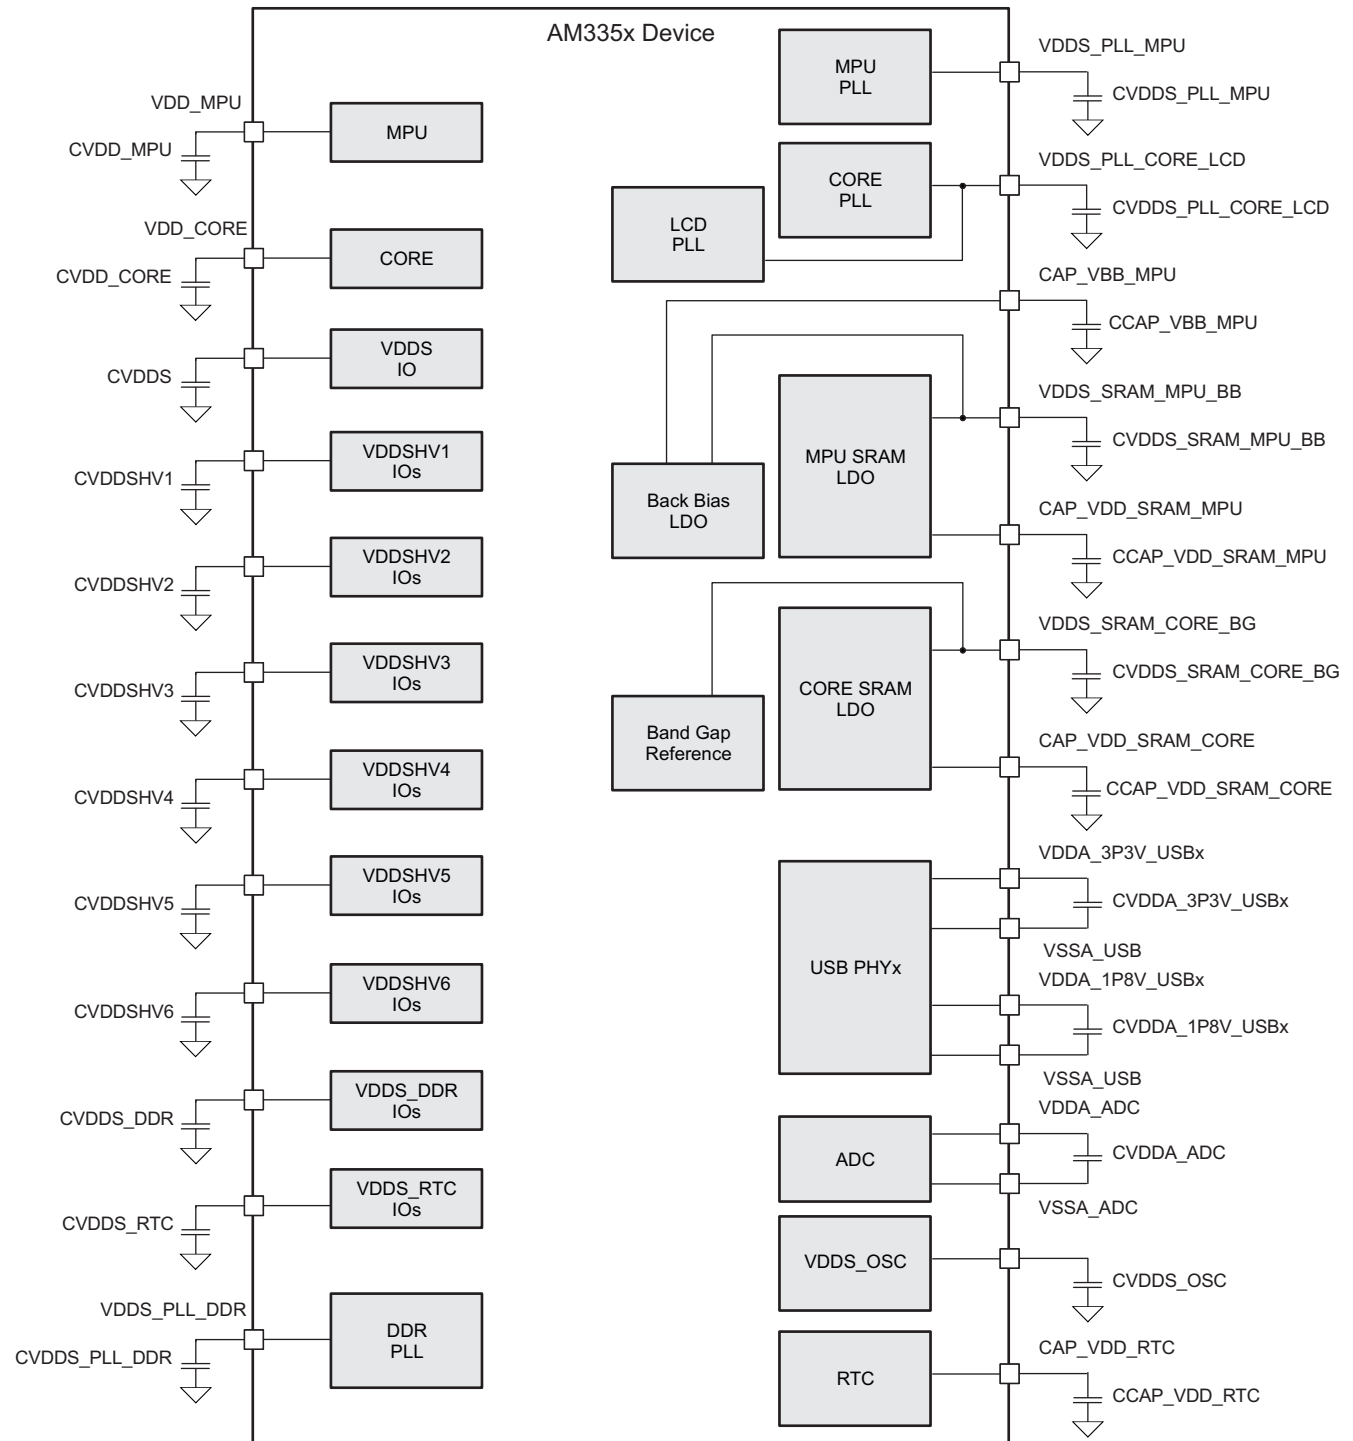 AM335x Device
VDD_MPU
CVDD_MPU
MPU
VDD_CORE
CVDD_CORE
CORE
CVDDS
VDDS
IO
CVDDSHV1
VDDSHV1
IOs
CVDDSHV2
VDDSHV2
IOs
CVDDSHV3
VDDSHV3
IOs
CVDDSHV4
VDDSHV4
IOs
CVDDSHV5
VDDSHV5
IOs
CVDDSHV6
VDDSHV6
IOs
CVDDS_DDR
VDDS_DDR
IOs
CVDDS_RTC
VDDS_RTC
IOs
VDDS_PLL_DDR
CVDDS_PLL_DDR
DDR
PLL
MPU
PLL
VDDS_PLL_MPU
CVDDS_PLL_MPU
CORE
PLL
LCD
PLL
VDDS_PLL_CORE_LCD
CVDDS_PLL_CORE_LCD
CAP_VBB_MPU
CCAP_VBB_MPU
Back Bias
LDO
MPU SRAM
LDO
VDDS_SRAM_MPU_BB
CVDDS_SRAM_MPU_BB
CAP_VDD_SRAM_MPU
CCAP_VDD_SRAM_MPU
Band Gap
Reference
CORE SRAM
LDO
VDDS_SRAM_CORE_BG
CVDDS_SRAM_CORE_BG
CAP_VDD_SRAM_CORE
CCAP_VDD_SRAM_CORE
USB PHYx
VDDA_3P3V_USBx
CVDDA_3P3V_USBx
VSSA_USB
VDDA_1P8V_USBx
CVDDA_1P8V_USBx
VSSA_USB
ADC
VDDA_ADC
CVDDA_ADC
VSSA_ADC
VDDS_OSC
CVDDS_OSC
RTC
CAP_VDD_RTC
CCAP_VDD_RTC